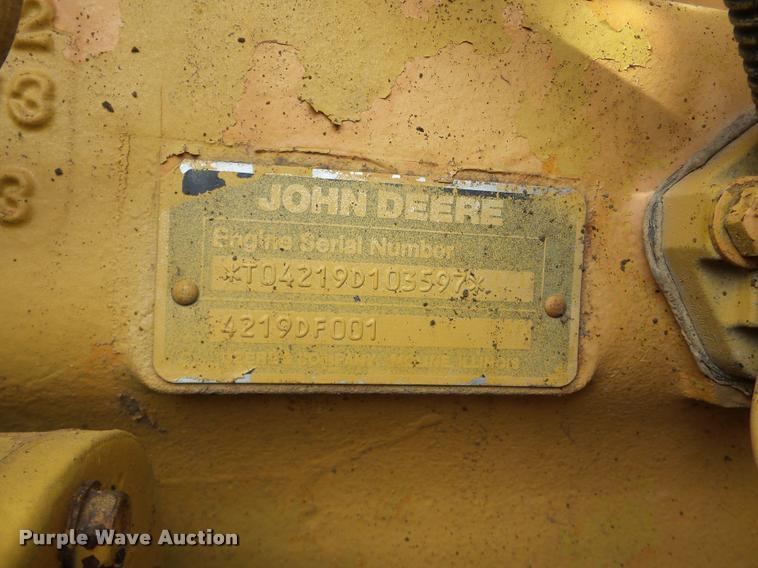 2
3
3
JOHN DEERE
Engine Serial Number
*T04219D103597*
4219DF001
Purple Wave Auction